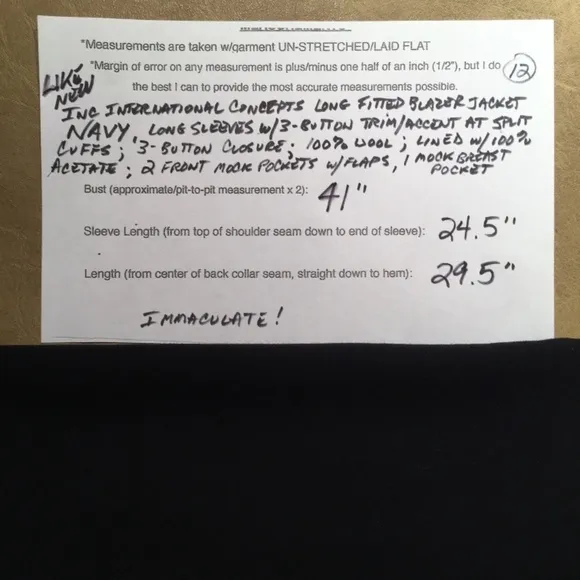 *Measurements are taken w/garment UN-STRETCHED/LAID FLAT
*Margin of error on any measurement is plus/minus one half of an inch (1/2"), but I do
12
the best I can to provide the most accurate measurements possible.
LIKE NEW
INC INTERNATIONAL CONCEPTS LONG FITTED BLAZER JACKET
NAVY, LONG SLEEVES W/3-BUTTON TRIM/ACCENT AT SPLIT
CUFFS; 3-BUTTON CLOSURE; 100% WOOL; LINED W/100%
ACETATE; 2 FRONT MOCK POCKETS W/FLAPS, 1 MOCK BREAST
POCKET
Bust (approximate/pit-to-pit measurement x 2): 41"
Sleeve Length (from top of shoulder seam down to end of sleeve): 24.5"
Length (from center of back collar seam, straight down to hem): 29.5"
IMMACULATE!